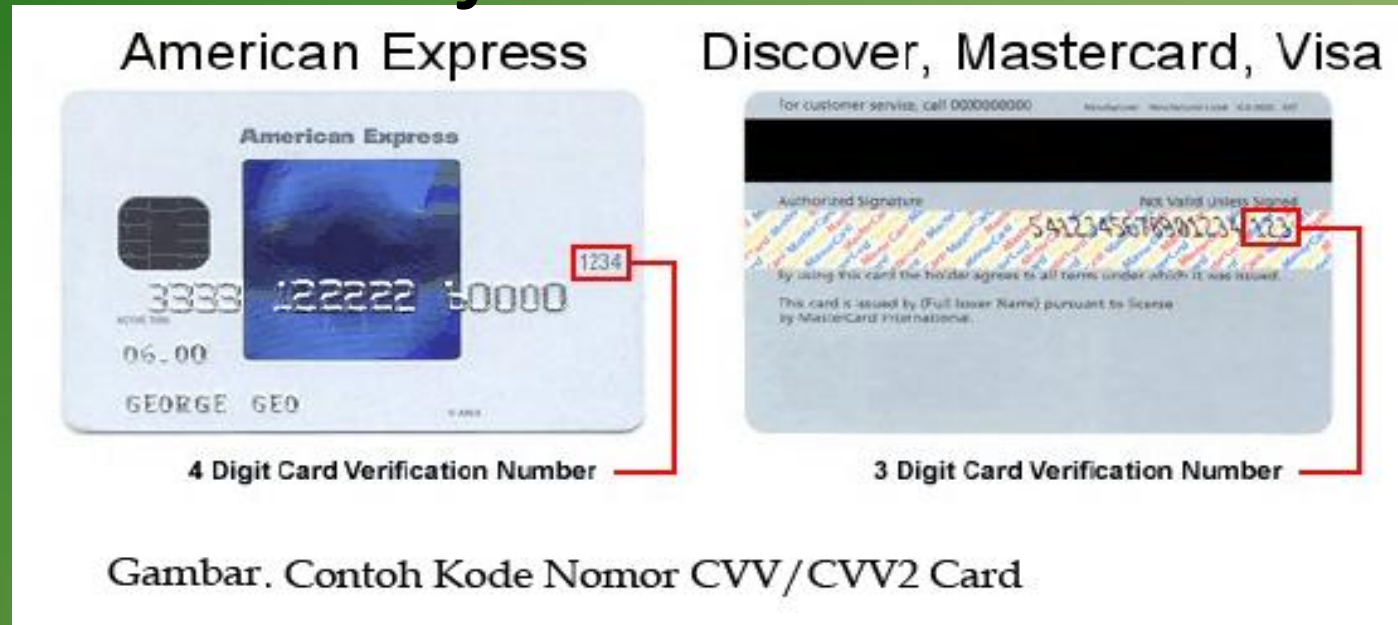 American Express
Discover, Mastercard, Visa
American Express
1234
3333 122222 10000
06-00
GEORGE GEO
4 Digit Card Verification Number
For customer service, call 0000000000
Authorized Signature
Not Valid Unless Signed
5412345678901234 123
By using this card the holder agrees to all terms under which it was issued.
This card is issued by (Full Issuer Name) pursuant to license
by MasterCard International.
3 Digit Card Verification Number
Gambar. Contoh Kode Nomor CVV/CVV2 Card